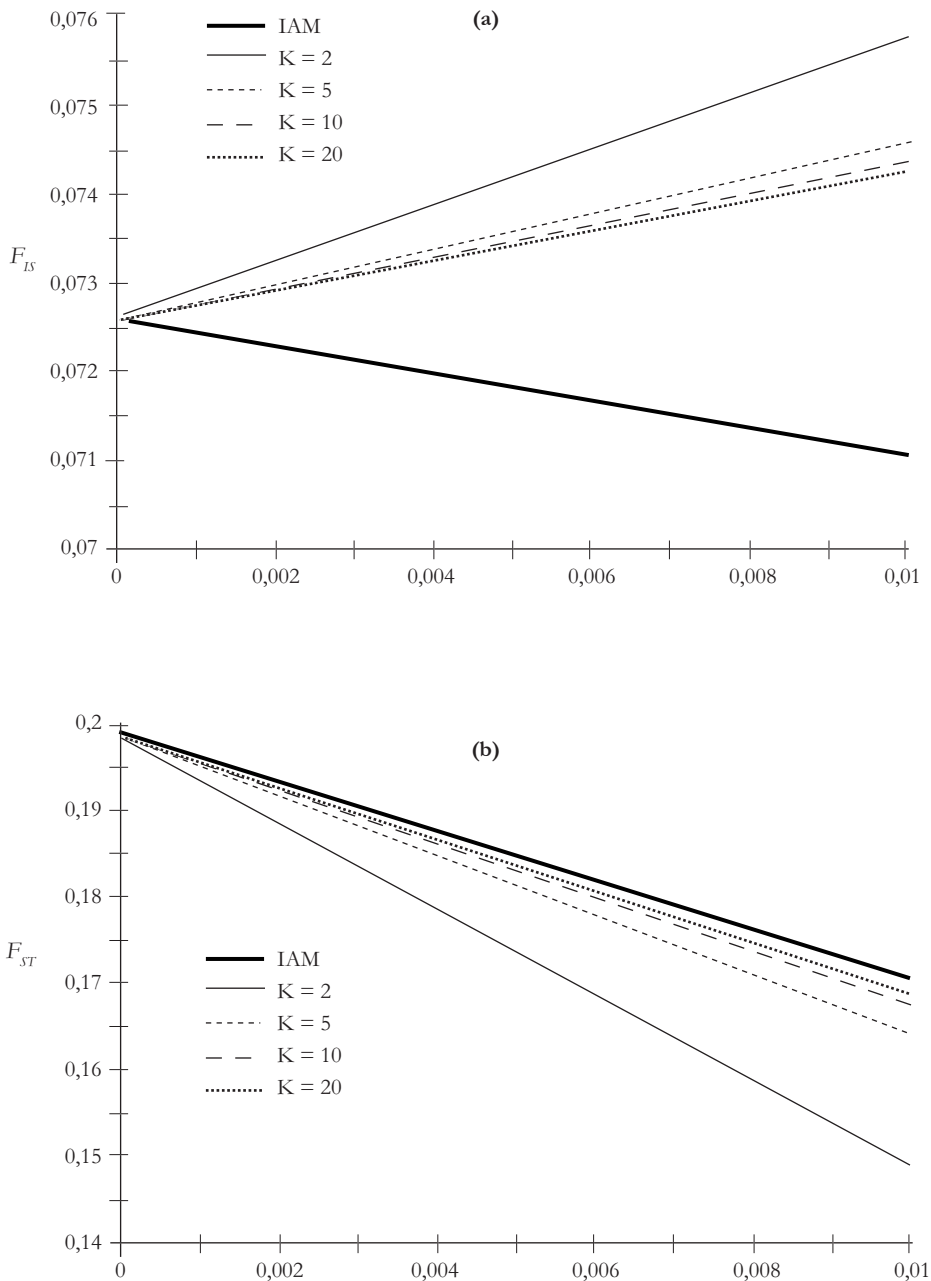 (a)
IAM
K = 2
K = 5
K = 10
K = 20
0,076
0,075
0,074
0,073
0,072
0,071
0,07
F_IS
0 0,002 0,004 0,006 0,008 0,01
(b)
0,2
0,19
0,18
0,17
0,16
0,15
0,14
F_ST
IAM
K = 2
K = 5
K = 10
K = 20
0 0,002 0,004 0,006 0,008 0,01